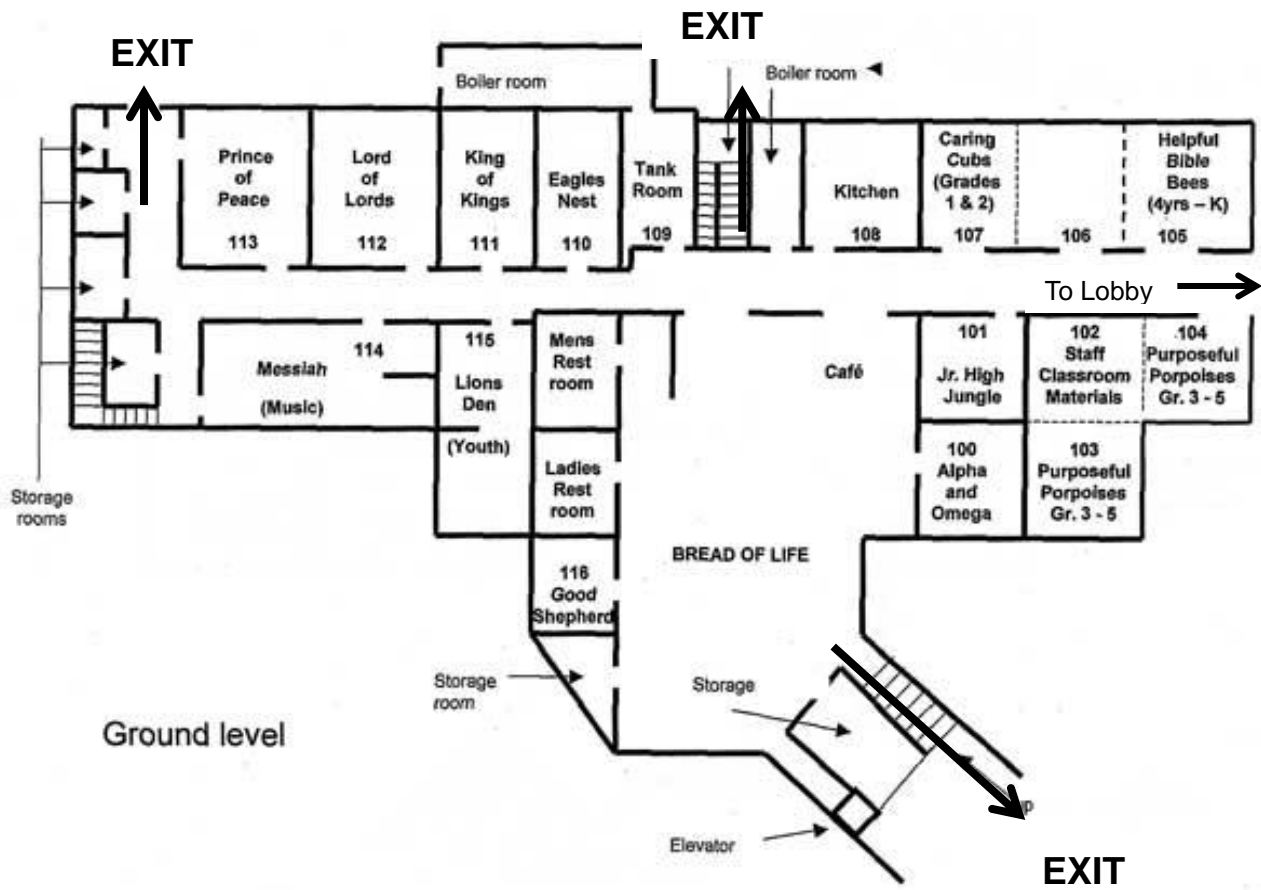 EXIT
EXIT
Boiler room
Boiler room
Prince
of
Peace
113
Lord
of
Lords
112
King
of
Kings
111
Eagles
Nest
110
Tank
Room
109
Kitchen
108
Caring
Cubs
(Grades
1 & 2)
107
106
Helpful
Bible
Bees
(4yrs – K)
105
To Lobby
114
Messiah
(Music)
115
Lions
Den
(Youth)
Mens
Rest
room
Café
101
Jr. High
Jungle
102
Staff
Classroom
Materials
104
Purposeful
Porpoises
Gr. 3 - 5
Storage
rooms
Ladies
Rest
room
100
Alpha
and
Omega
103
Purposeful
Porpoises
Gr. 3 - 5
BREAD OF LIFE
116
Good
Shepherd
Storage
room
Storage
Ground level
Elevator
EXIT